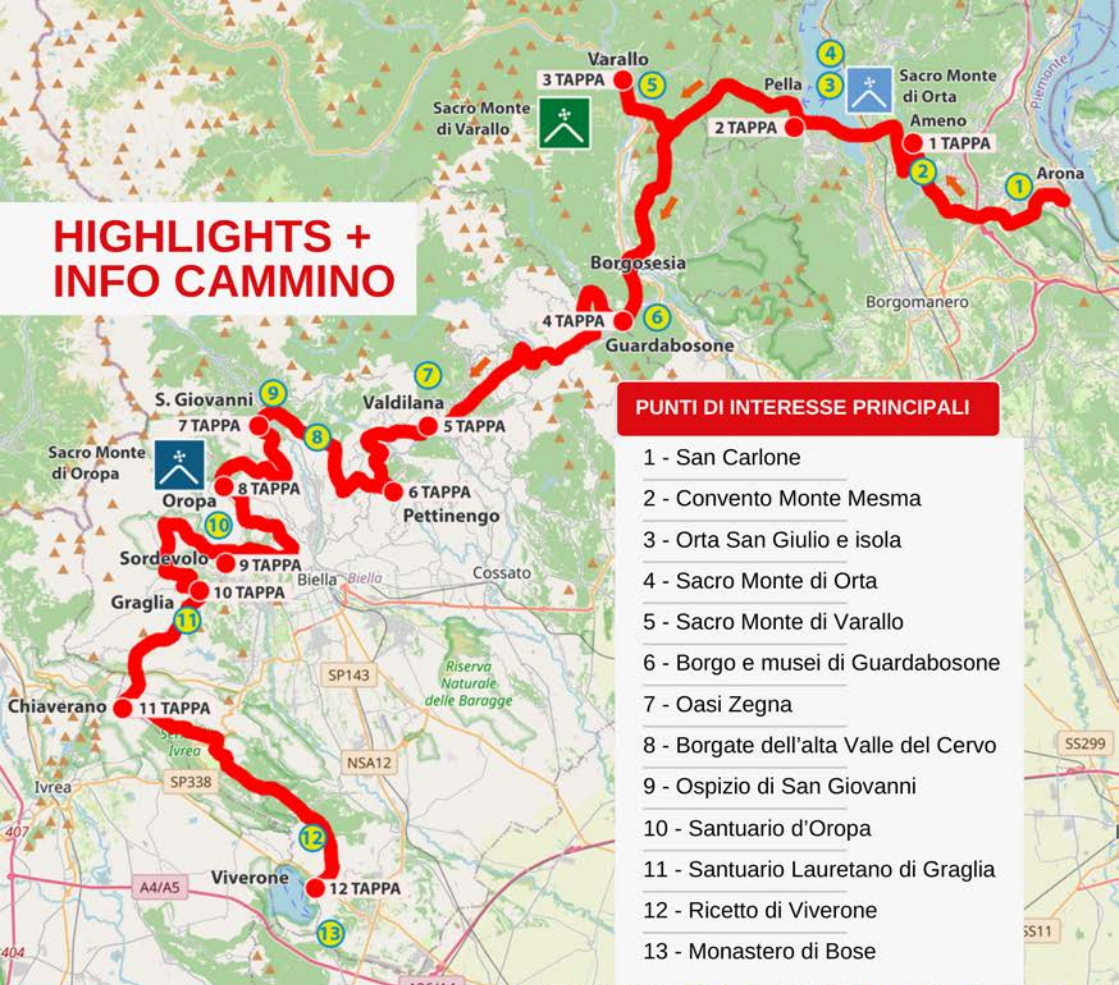 HIGHLIGHTS +
INFO CAMMINO
Varallo
3 TAPPA
5
Sacro Monte
di Varallo
Pella
4
3
Sacro Monte
di Orta
2 TAPPA
Ameno
1 TAPPA
2
1
Arona
Piemonte
Borgosesia
Borgomanero
4 TAPPA
6
Guardabosone
7
Valdilana
5 TAPPA
9
S. Giovanni
7 TAPPA
8
Sacro Monte
di Oropa
8 TAPPA
Oropa
10
6 TAPPA
Pettinengo
Sordevolo
9 TAPPA
Biella
Biella
Cossato
Graglia
10 TAPPA
11
SP143
Riserva
Naturale
delle Baragge
Chiaverano
11 TAPPA
Ivrea
SP338
NSA12
Ivrea
407
12
Viverone
12 TAPPA
A4/A5
13
404
SS299
SS11
PUNTI DI INTERESSE PRINCIPALI
1 - San Carlone
2 - Convento Monte Mesma
3 - Orta San Giulio e isola
4 - Sacro Monte di Orta
5 - Sacro Monte di Varallo
6 - Borgo e musei di Guardabosone
7 - Oasi Zegna
8 - Borgate dell'alta Valle del Cervo
9 - Ospizio di San Giovanni
10 - Santuario d'Oropa
11 - Santuario Lauretano di Graglia
12 - Ricetto di Viverone
13 - Monastero di Bose